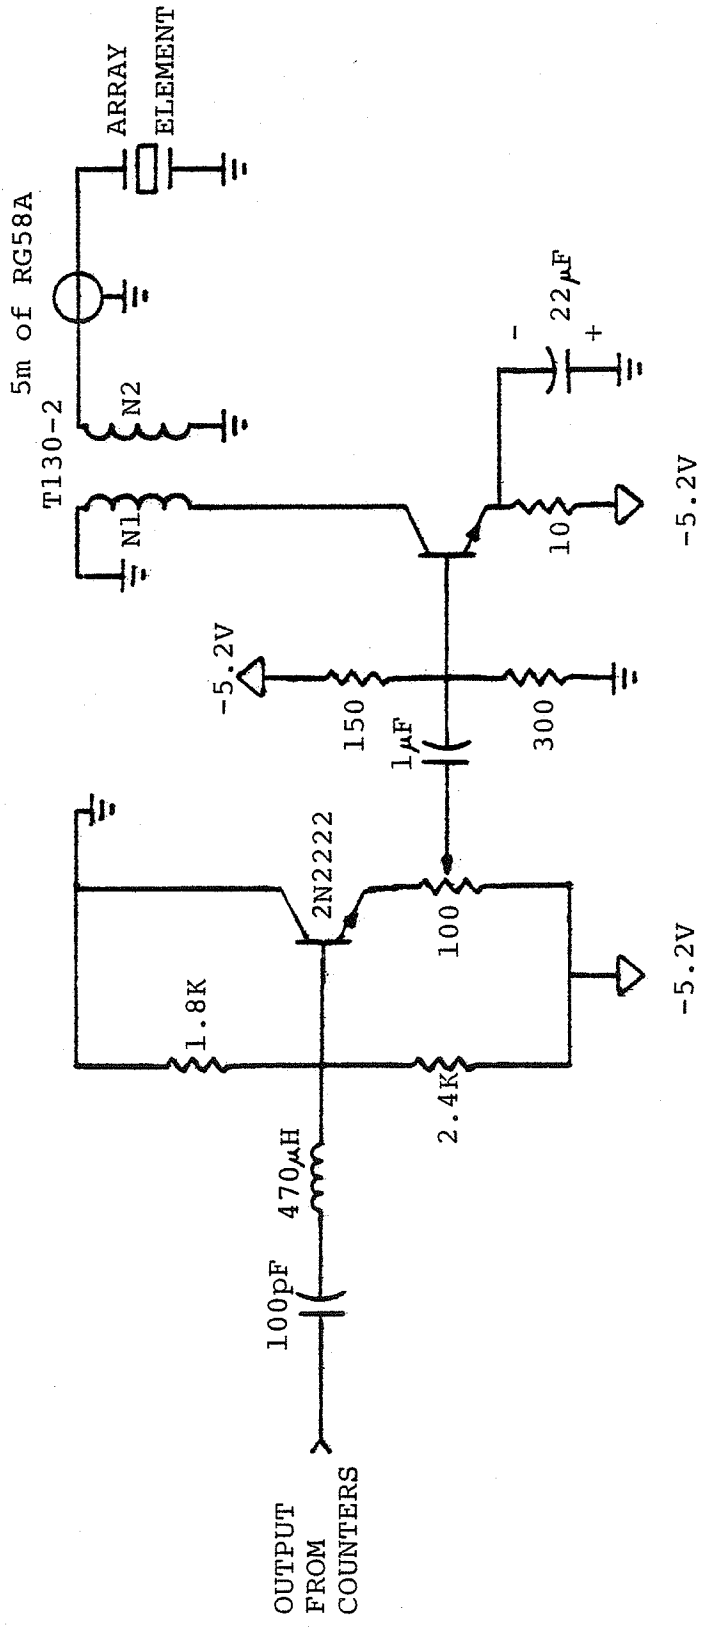 OUTPUT
FROM
COUNTERS
100pF
470μH
1.8K
2.4K
2N2222
100
-5.2V
1μF
-5.2V
150
300
T130-2
N1
N2
10
-5.2V
5m of RG58A
-
22μF
+
ARRAY
ELEMENT